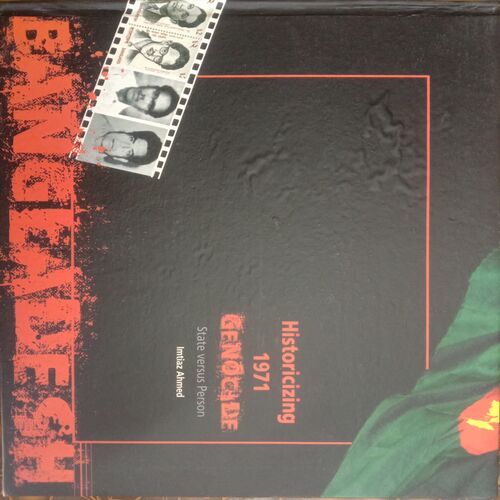 BANGLADESH
Historicizing
1971
GENOCIDE
State versus Person
Imtiaz Ahmed